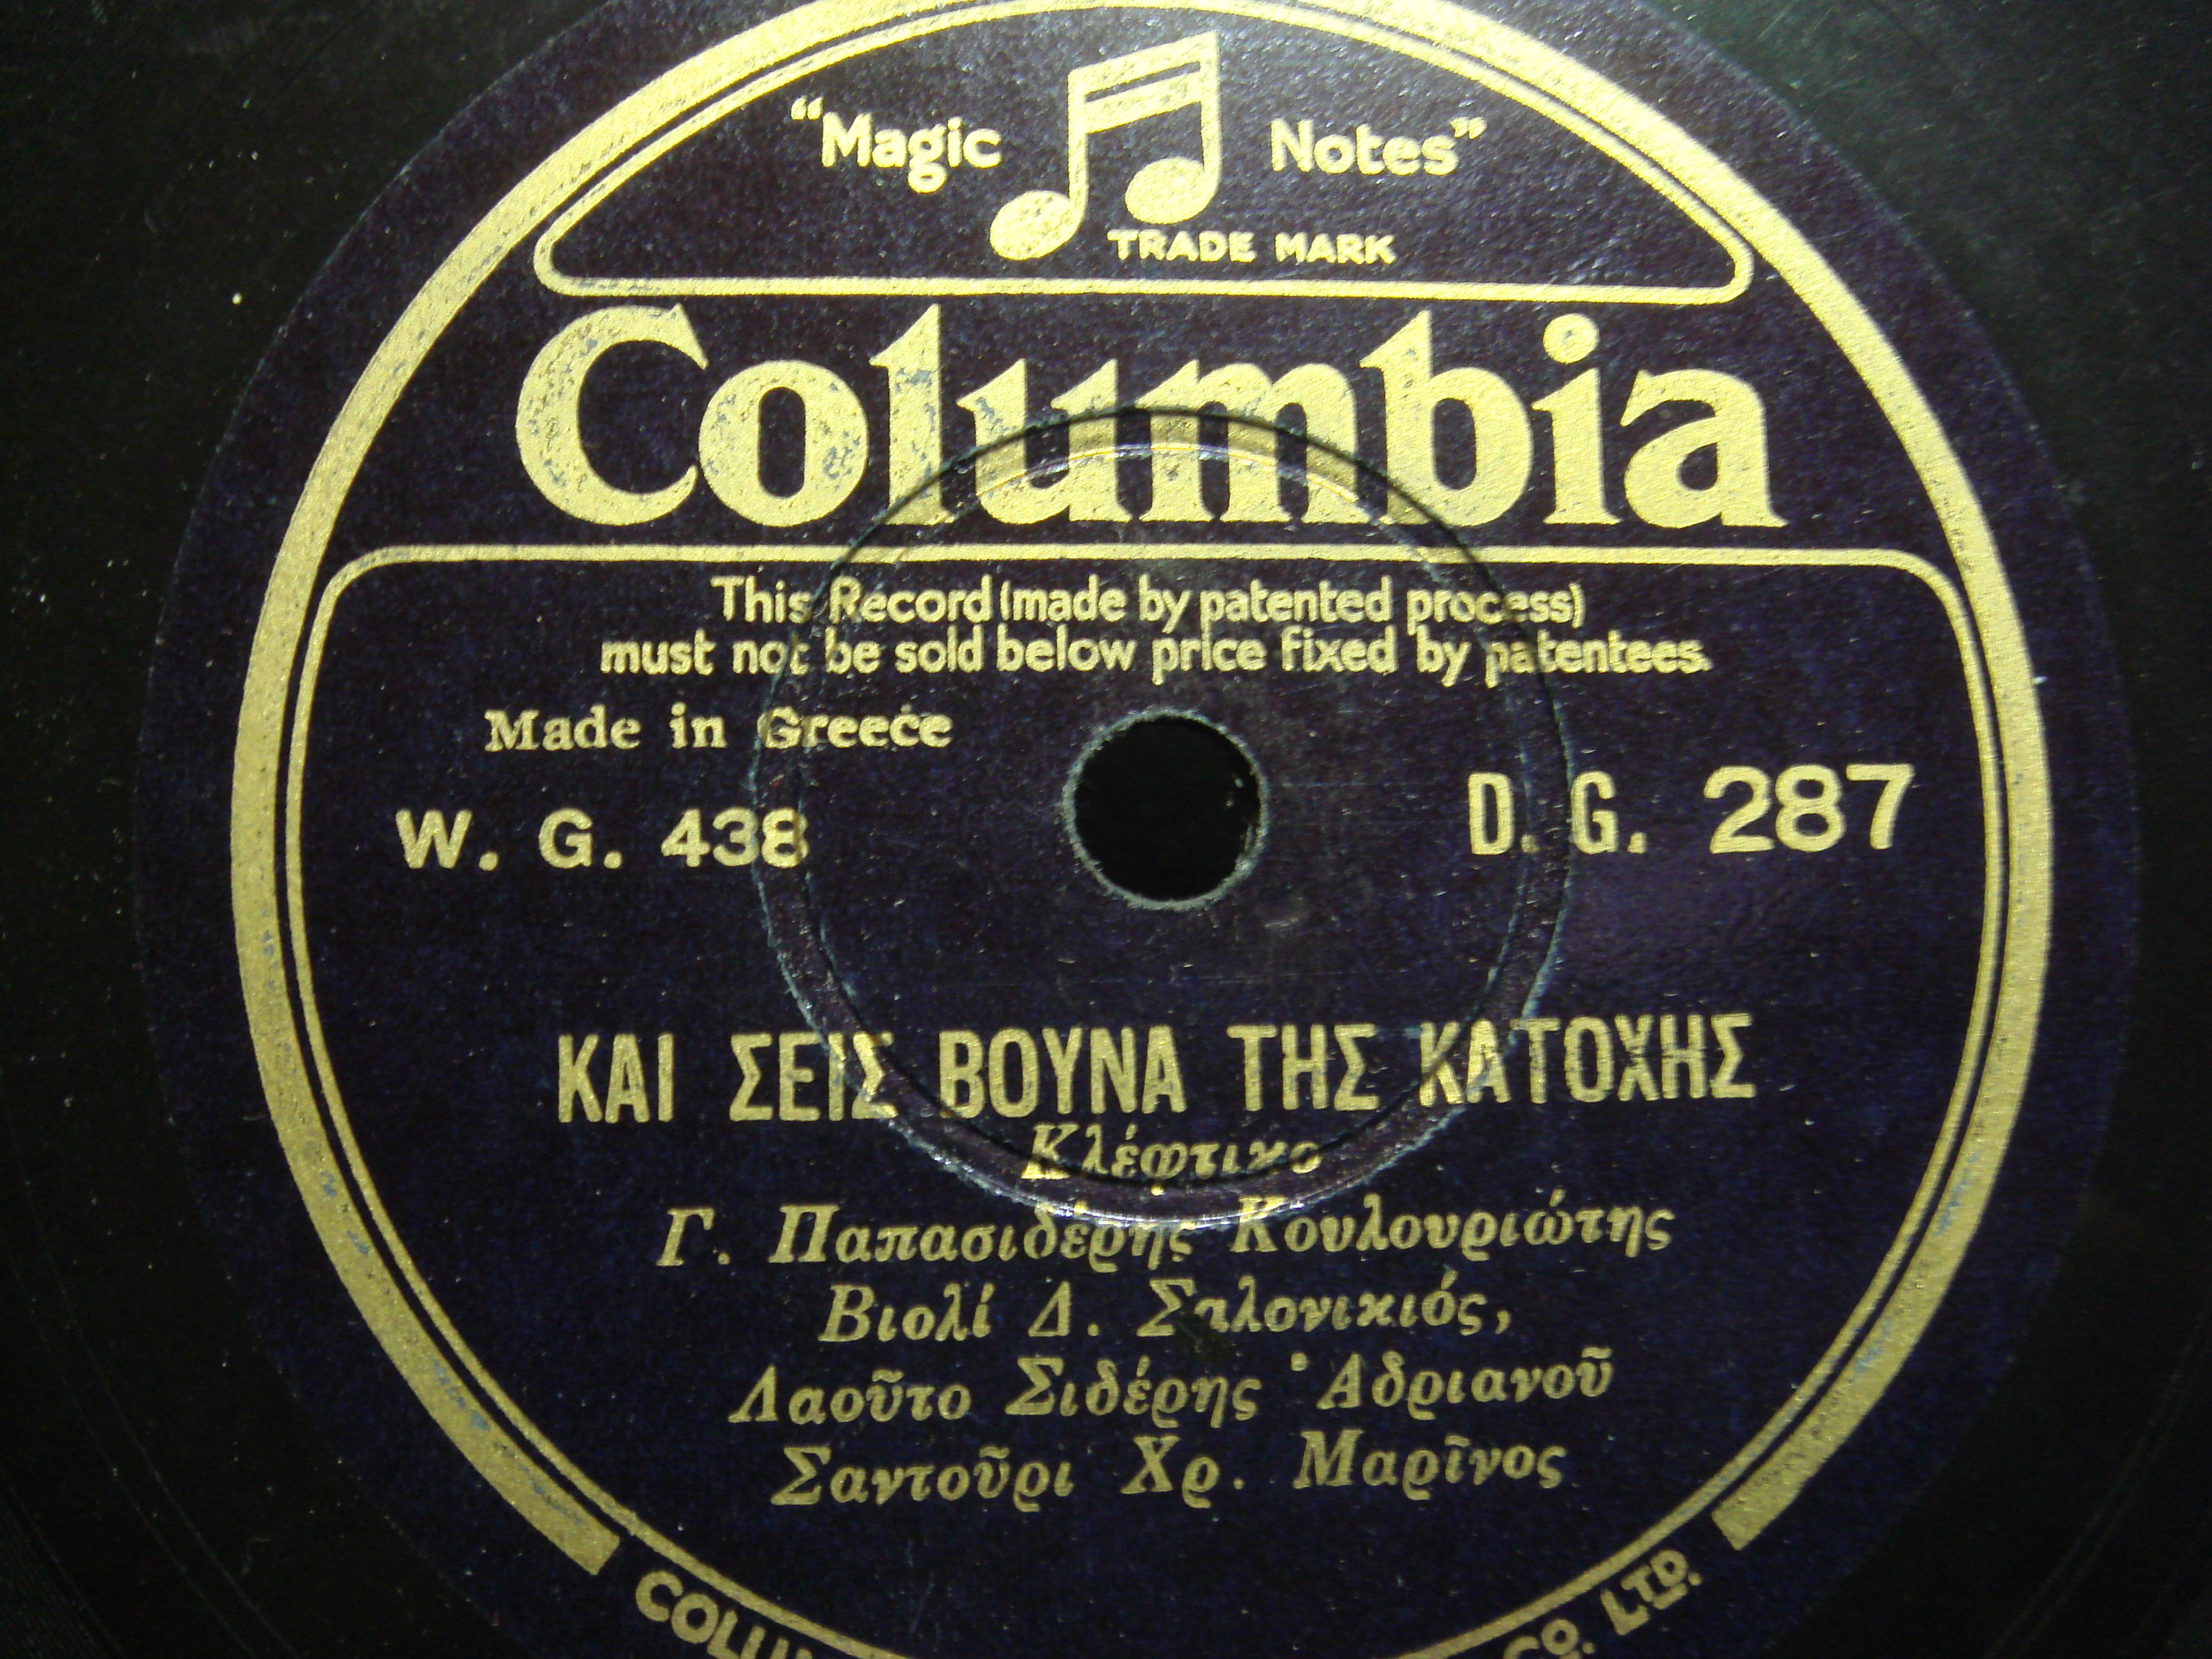 "Magic Notes"
TRADE MARK
Columbia
This Record (made by patented process)
must not be sold below price fixed by patentees.
Made in Greece
W. G. 438 D. G. 287
ΚΑΙ ΣΕΙΣ ΒΟΥΝΑ ΤΗΣ ΚΑΤΟΧΗΣ
Κλέφτικο
Γ. Παπασιδέρης Κουλουριώτης
Βιολί Δ. Σαλονικιός,
Λαοῦτο Σιδέρης Ἀδριανοῦ
Σαντοῦρι Χρ. Μαρῖνος
CO. LTD.